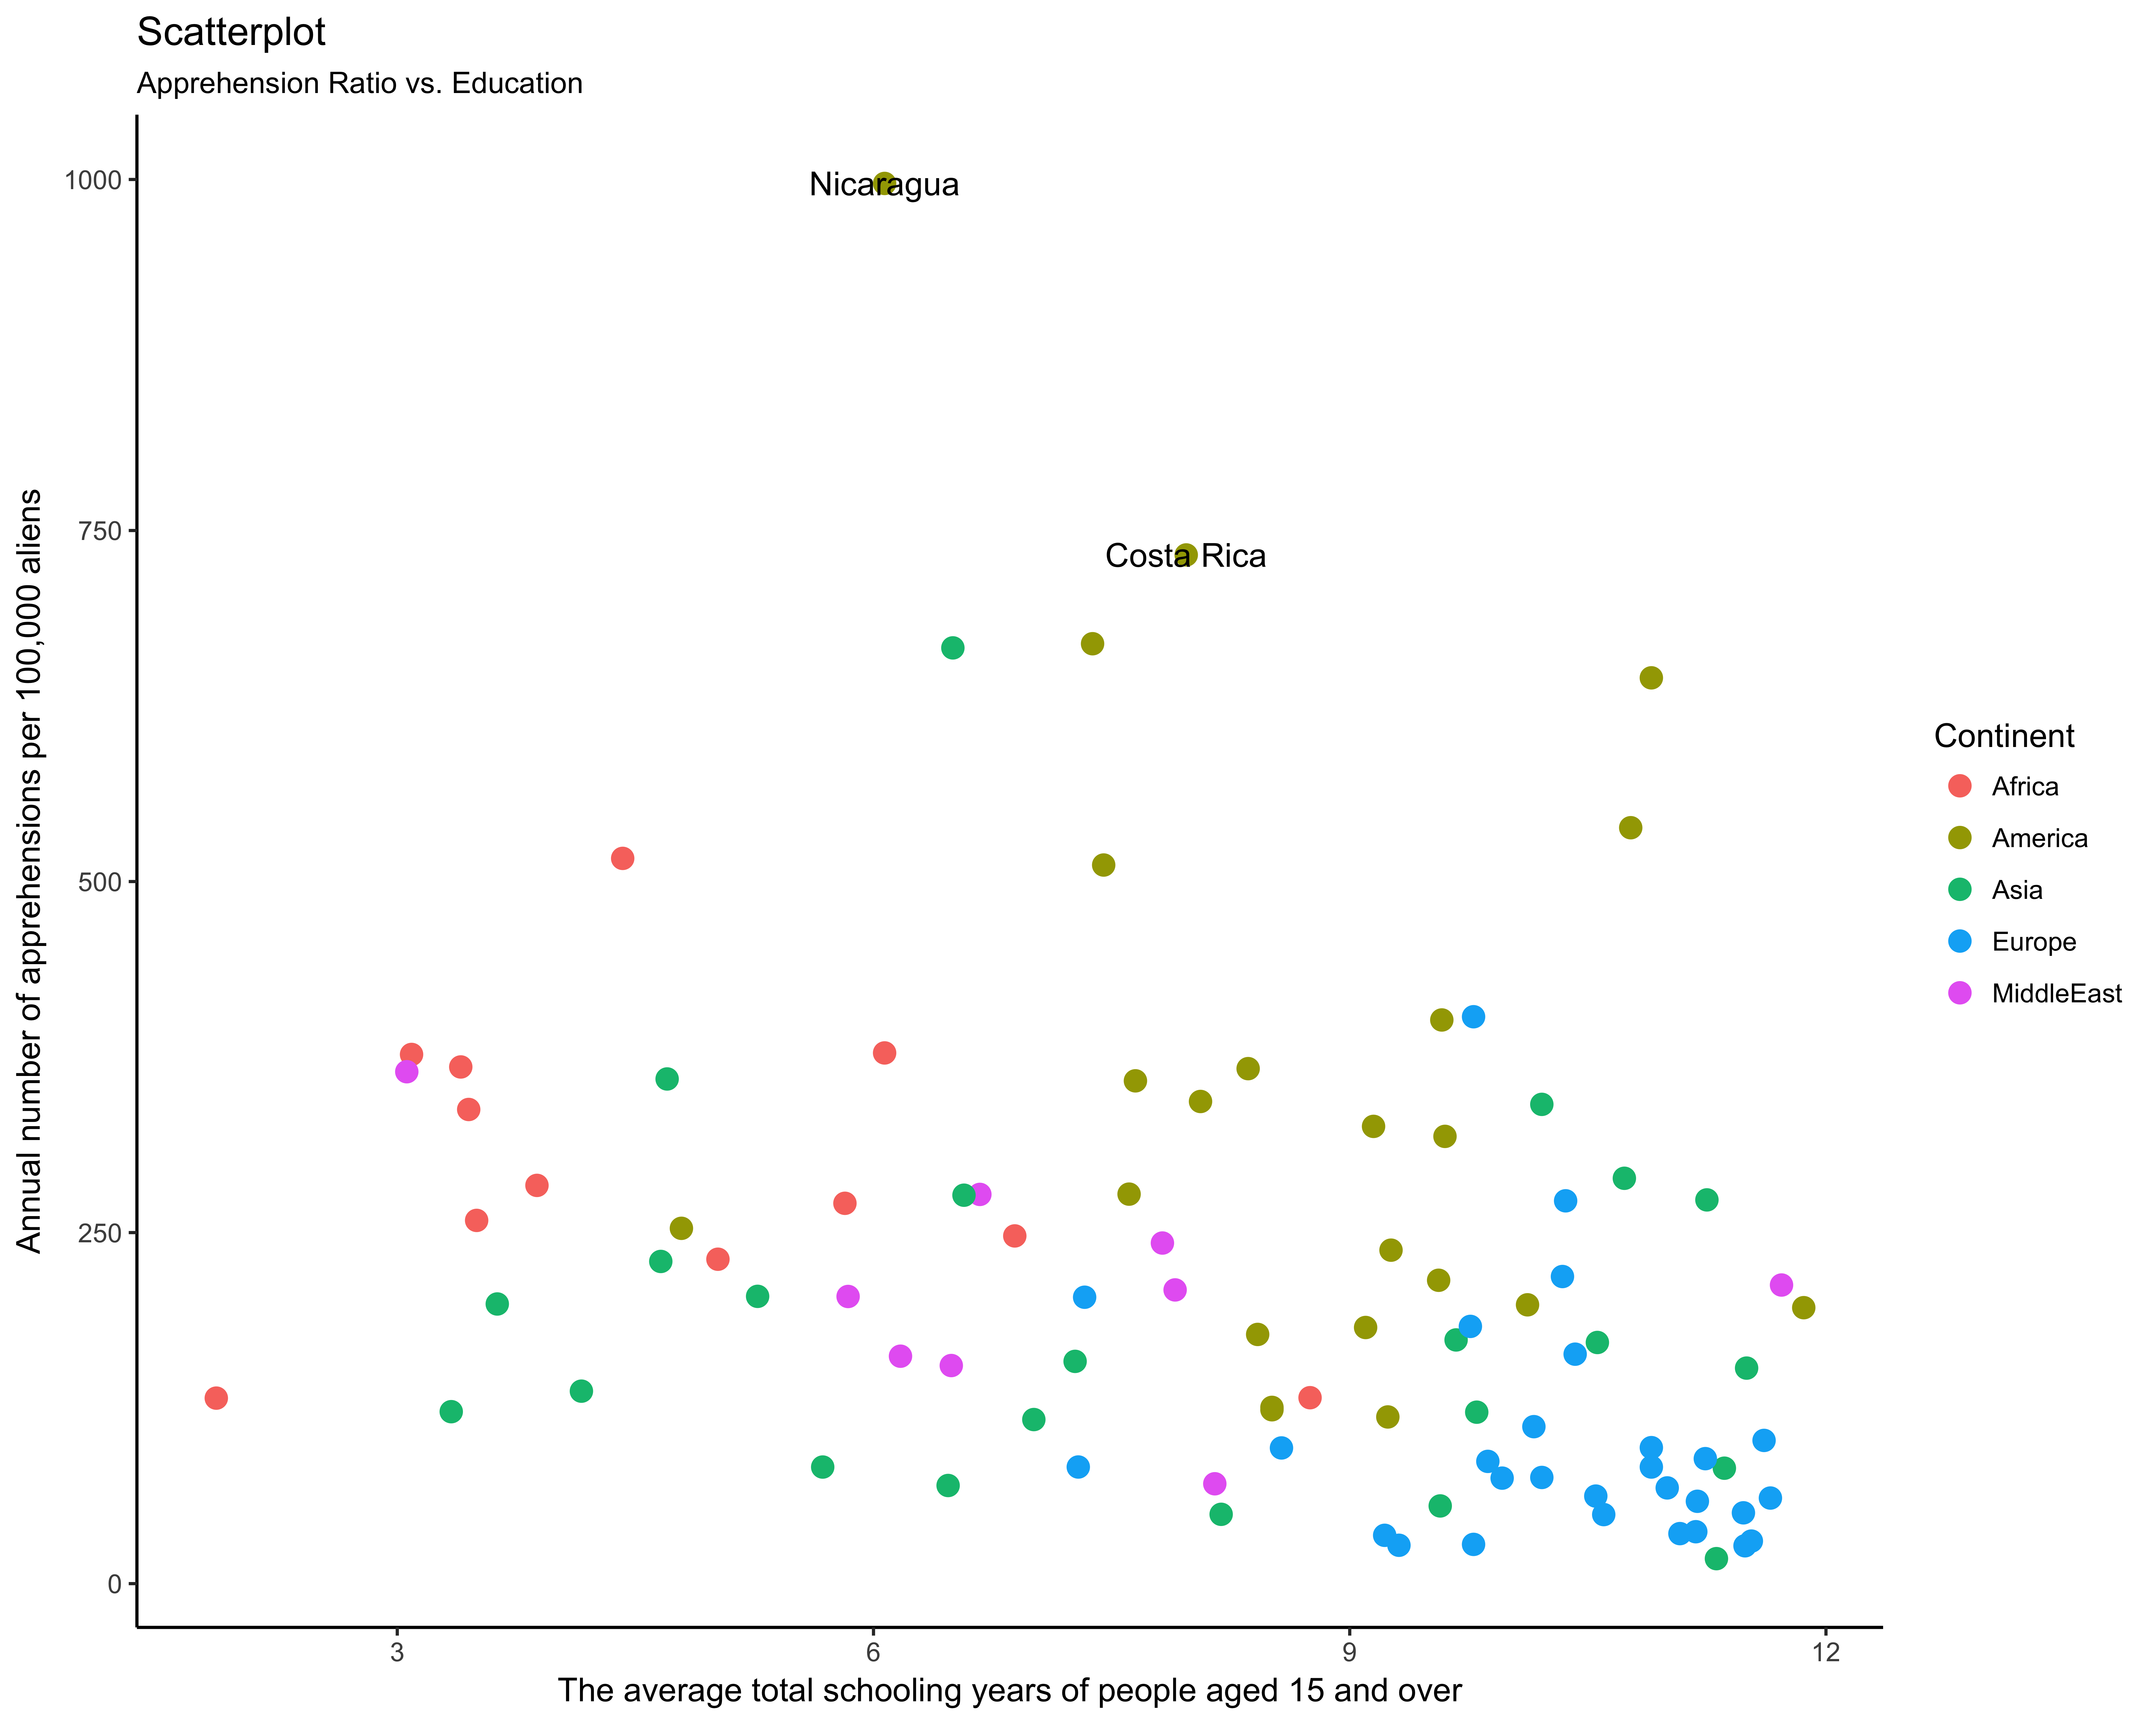 Scatterplot
Apprehension Ratio vs. Education
Annual number of apprehensions per 100,000 aliens
1000
750
500
250
0
Nicaragua
Costa Rica
3 6 9 12
The average total schooling years of people aged 15 and over
Continent
Africa
America
Asia
Europe
MiddleEast